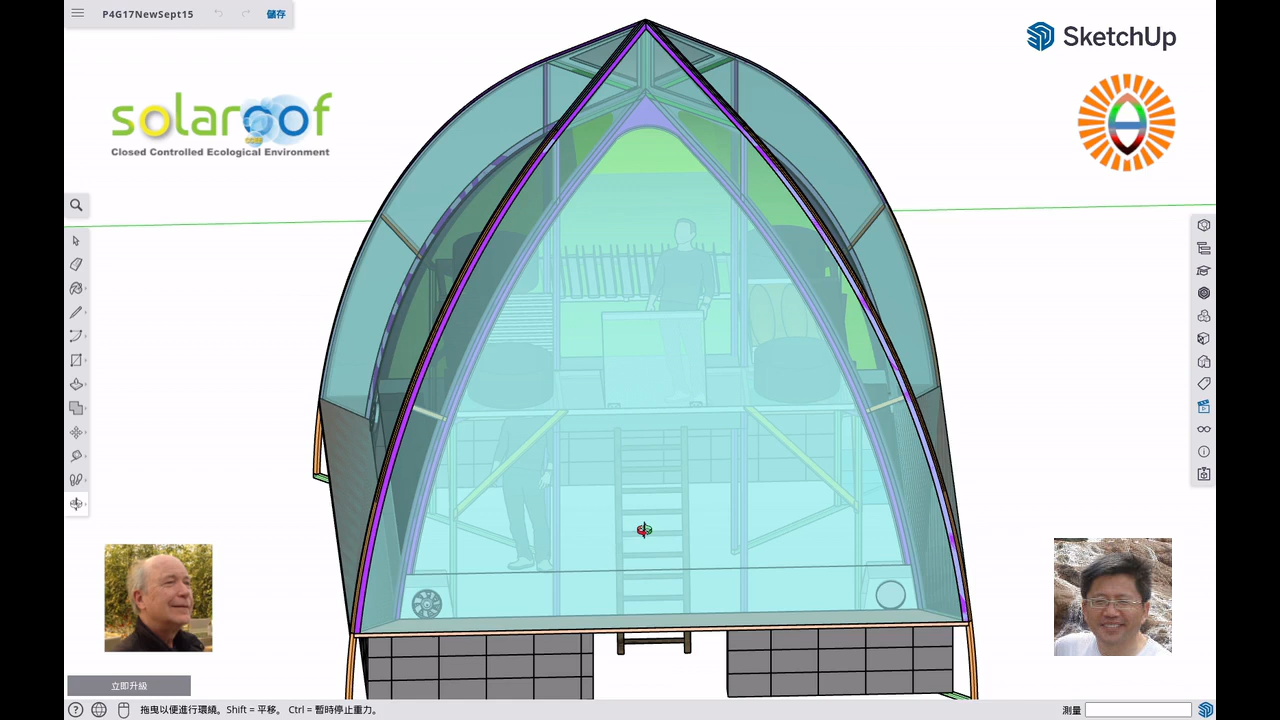 P4G17NewSept15
儲存
SketchUp
solaroof
Closed Controlled Ecological Environment
立即升級
拖曳以便進行環繞。Shift = 平移。 Ctrl = 暫時停止重力。
測量